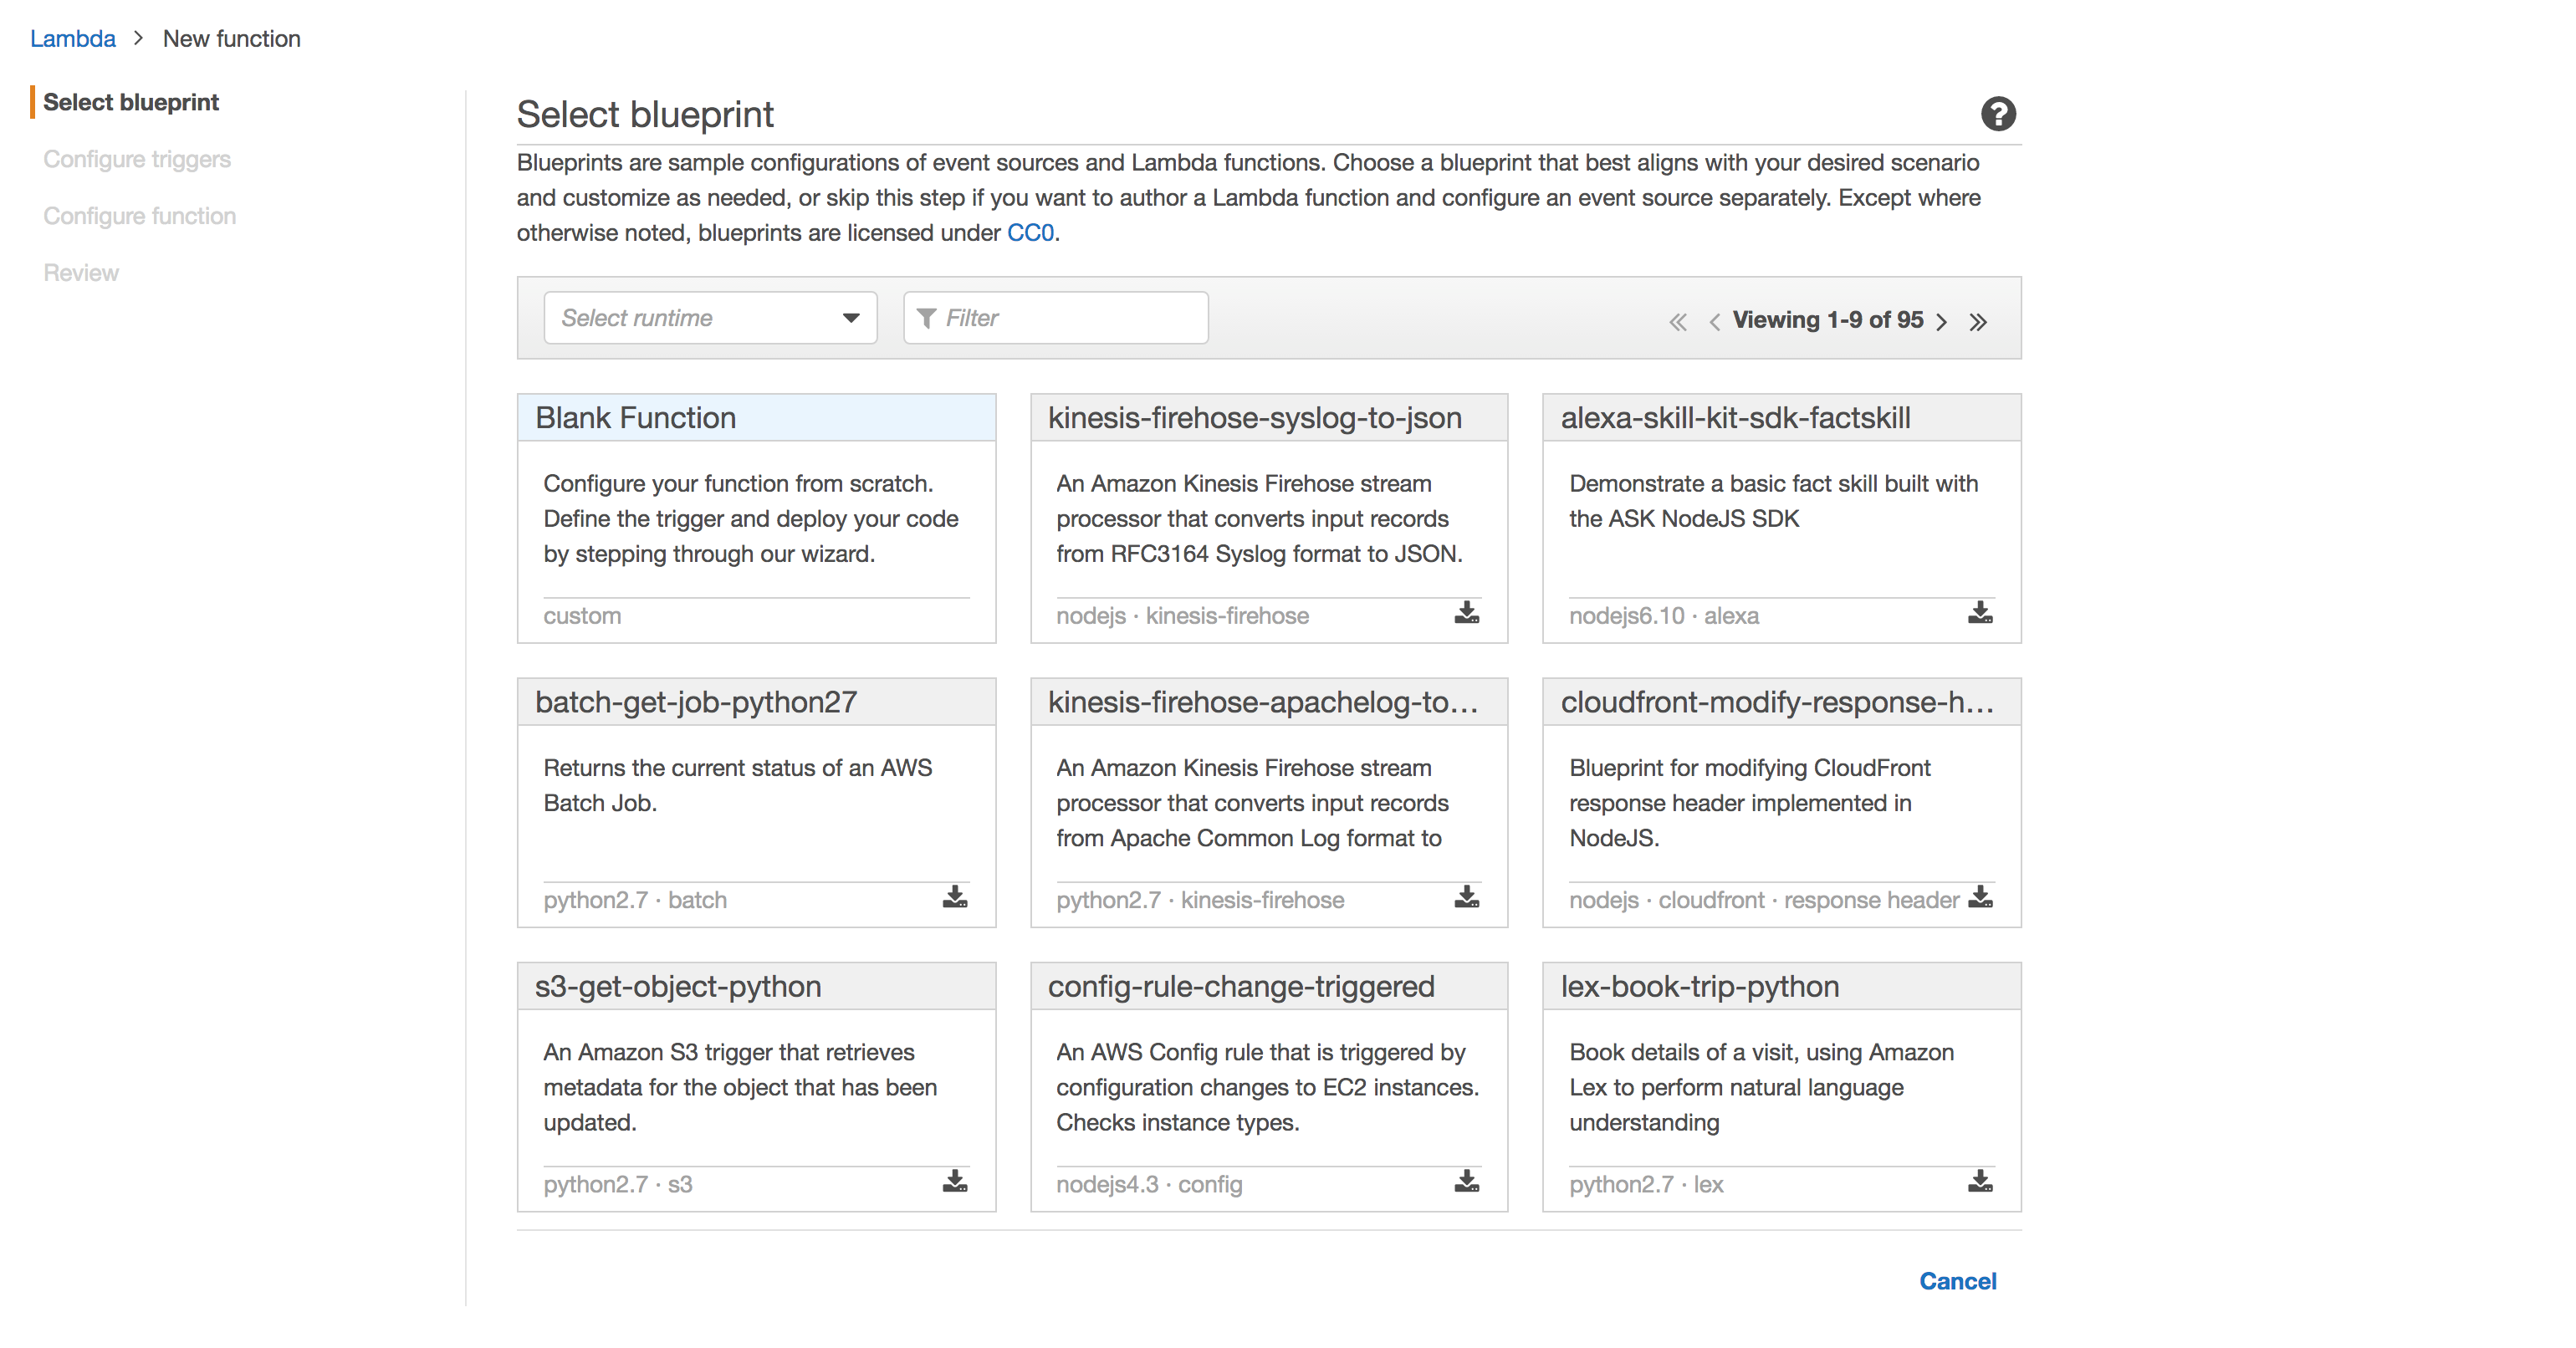 Lambda > New function
Select blueprint
Configure triggers
Configure function
Review
Select blueprint
Blueprints are sample configurations of event sources and Lambda functions. Choose a blueprint that best aligns with your desired scenario
and customize as needed, or skip this step if you want to author a Lambda function and configure an event source separately. Except where
otherwise noted, blueprints are licensed under CC0.
Select runtime
Filter
« < Viewing 1-9 of 95 > »
Blank Function
Configure your function from scratch.
Define the trigger and deploy your code
by stepping through our wizard.
custom
kinesis-firehose-syslog-to-json
An Amazon Kinesis Firehose stream
processor that converts input records
from RFC3164 Syslog format to JSON.
nodejs · kinesis-firehose
alexa-skill-kit-sdk-factskill
Demonstrate a basic fact skill built with
the ASK NodeJS SDK
nodejs6.10 · alexa
batch-get-job-python27
Returns the current status of an AWS
Batch Job.
python2.7 · batch
kinesis-firehose-apachelog-to...
An Amazon Kinesis Firehose stream
processor that converts input records
from Apache Common Log format to
python2.7 · kinesis-firehose
cloudfront-modify-response-h...
Blueprint for modifying CloudFront
response header implemented in
NodeJS.
nodejs · cloudfront · response header
s3-get-object-python
An Amazon S3 trigger that retrieves
metadata for the object that has been
updated.
python2.7 · s3
config-rule-change-triggered
An AWS Config rule that is triggered by
configuration changes to EC2 instances.
Checks instance types.
nodejs4.3 · config
lex-book-trip-python
Book details of a visit, using Amazon
Lex to perform natural language
understanding
python2.7 · lex
Cancel